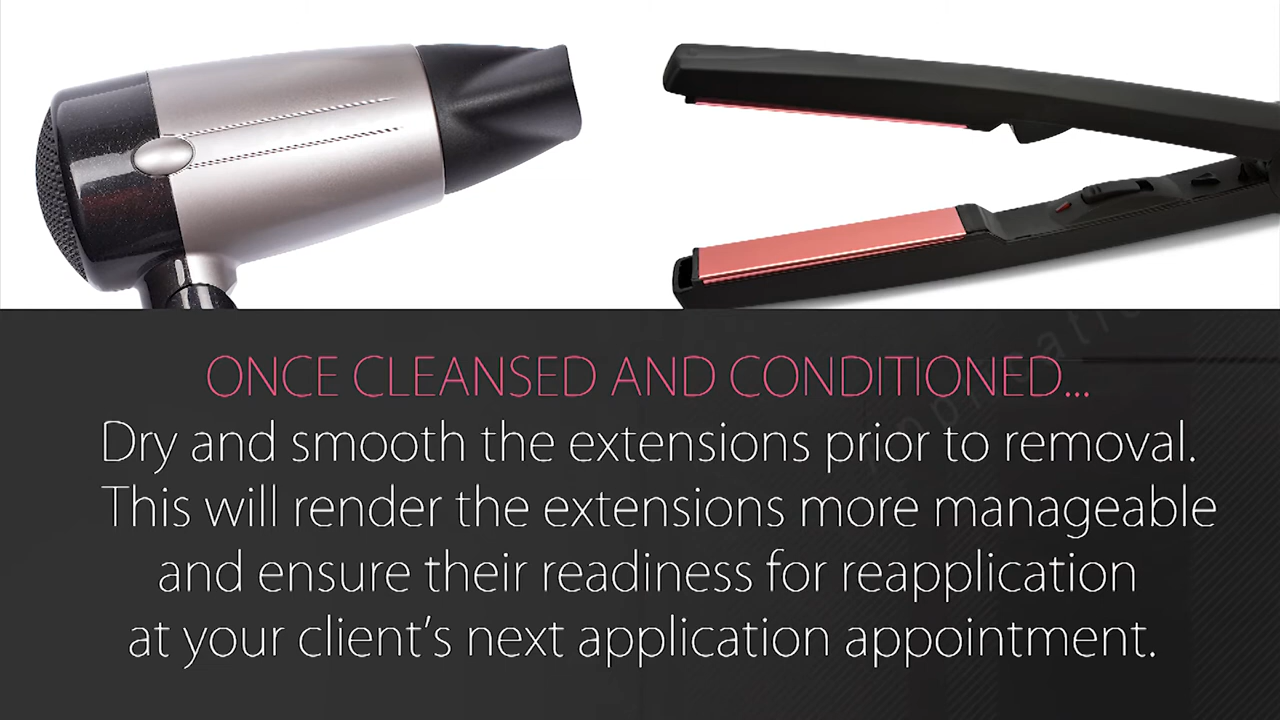 ONCE CLEANSED AND CONDITIONED...
Dry and smooth the extensions prior to removal.
This will render the extensions more manageable
and ensure their readiness for reapplication
at your client’s next application appointment.